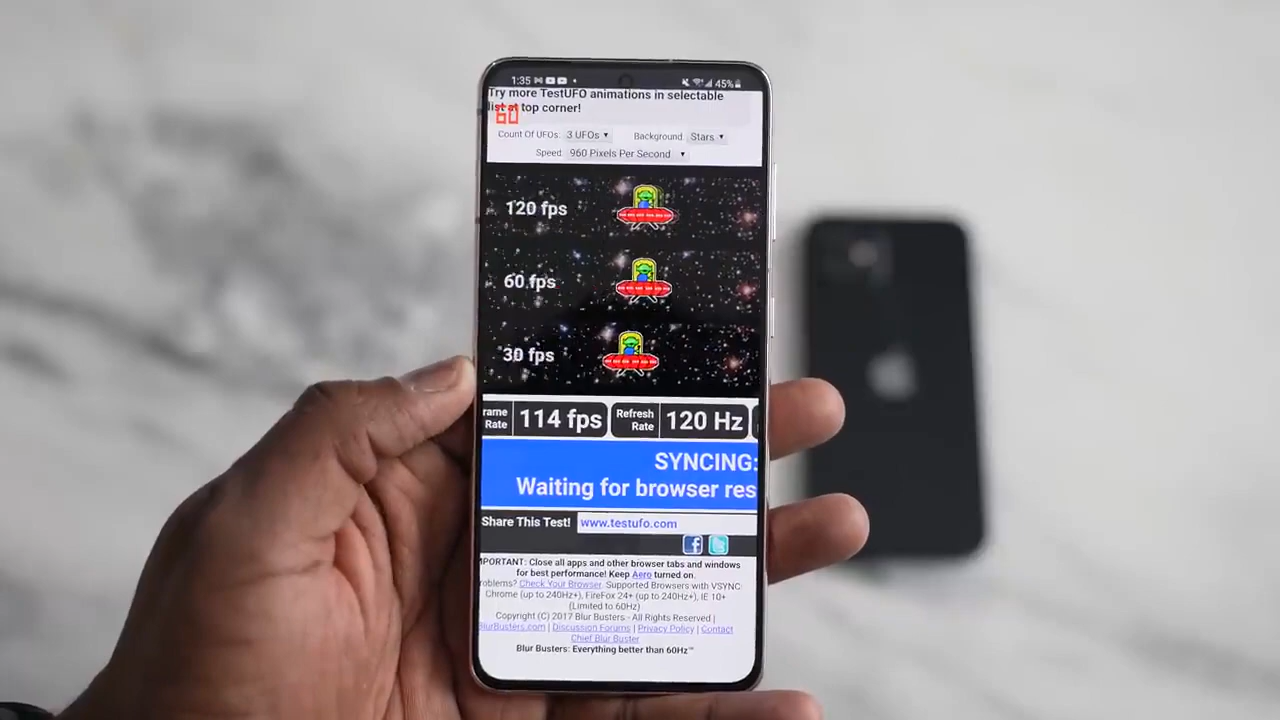 1:35
45%
Try more TestUFO animations in selectable
list at top corner!
60
Count Of UFOs: 3 UFOs
Background: Stars
Speed: 960 Pixels Per Second
120 fps
60 fps
30 fps
rame Rate 114 fps
Refresh Rate 120 Hz
SYNCING:
Waiting for browser res
Share This Test! www.testufo.com
MPORTANT: Close all apps and other browser tabs and windows
for best performance! Keep Aero turned on.
roblems? Check Your Browser. Supported Browsers with VSYNC:
Chrome (up to 240Hz+), FireFox 24+ (up to 240Hz+), IE 10+
(Limited to 60Hz)
Copyright (C) 2017 Blur Busters - All Rights Reserved |
BlurBusters.com | Discussion Forums | Privacy Policy | Contact
Chief Blur Buster
Blur Busters: Everything better than 60Hz™